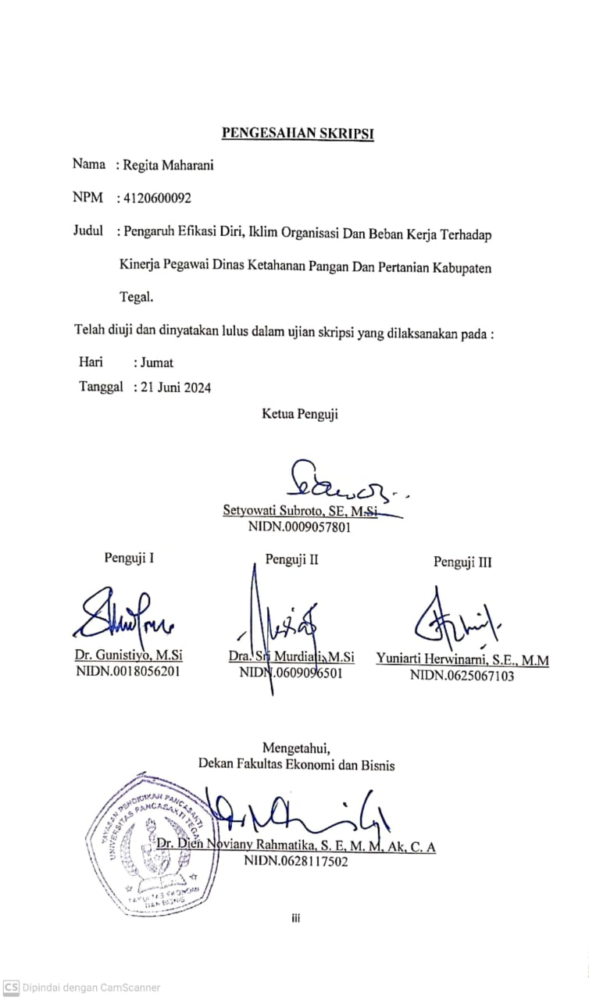 PENGESAHAN SKRIPSI
Nama : Regita Maharani
NPM : 4120600092
Judul : Pengaruh Efikasi Diri, Iklim Organisasi Dan Beban Kerja Terhadap
Kinerja Pegawai Dinas Ketahanan Pangan Dan Pertanian Kabupaten
Tegal.
Telah diuji dan dinyatakan lulus dalam ujian skripsi yang dilaksanakan pada :
Hari : Jumat
Tanggal : 21 Juni 2024
Ketua Penguji
Setyowati Subroto, SE, M.Si
NIDN.0009057801
Penguji I Penguji II Penguji III
Dr. Gunistiyo, M.Si Dra. Sri Murdiati, M.Si Yuniarti Herwinarni, S.E., M.M
NIDN.0018056201 NIDN.0609096501 NIDN.0625067103
Mengetahui,
Dekan Fakultas Ekonomi dan Bisnis
YAYASAN PENDIDIKAN PANCASAKTI
UNIVERSITAS PANCASAKTI TEGAL
Dr. Dien Noviany Rahmatika, S. E, M. M, Ak, C. A
NIDN.0628117502
FAKULTAS EKONOMI
DAN BISNIS
iii
CS Dipindai dengan CamScanner